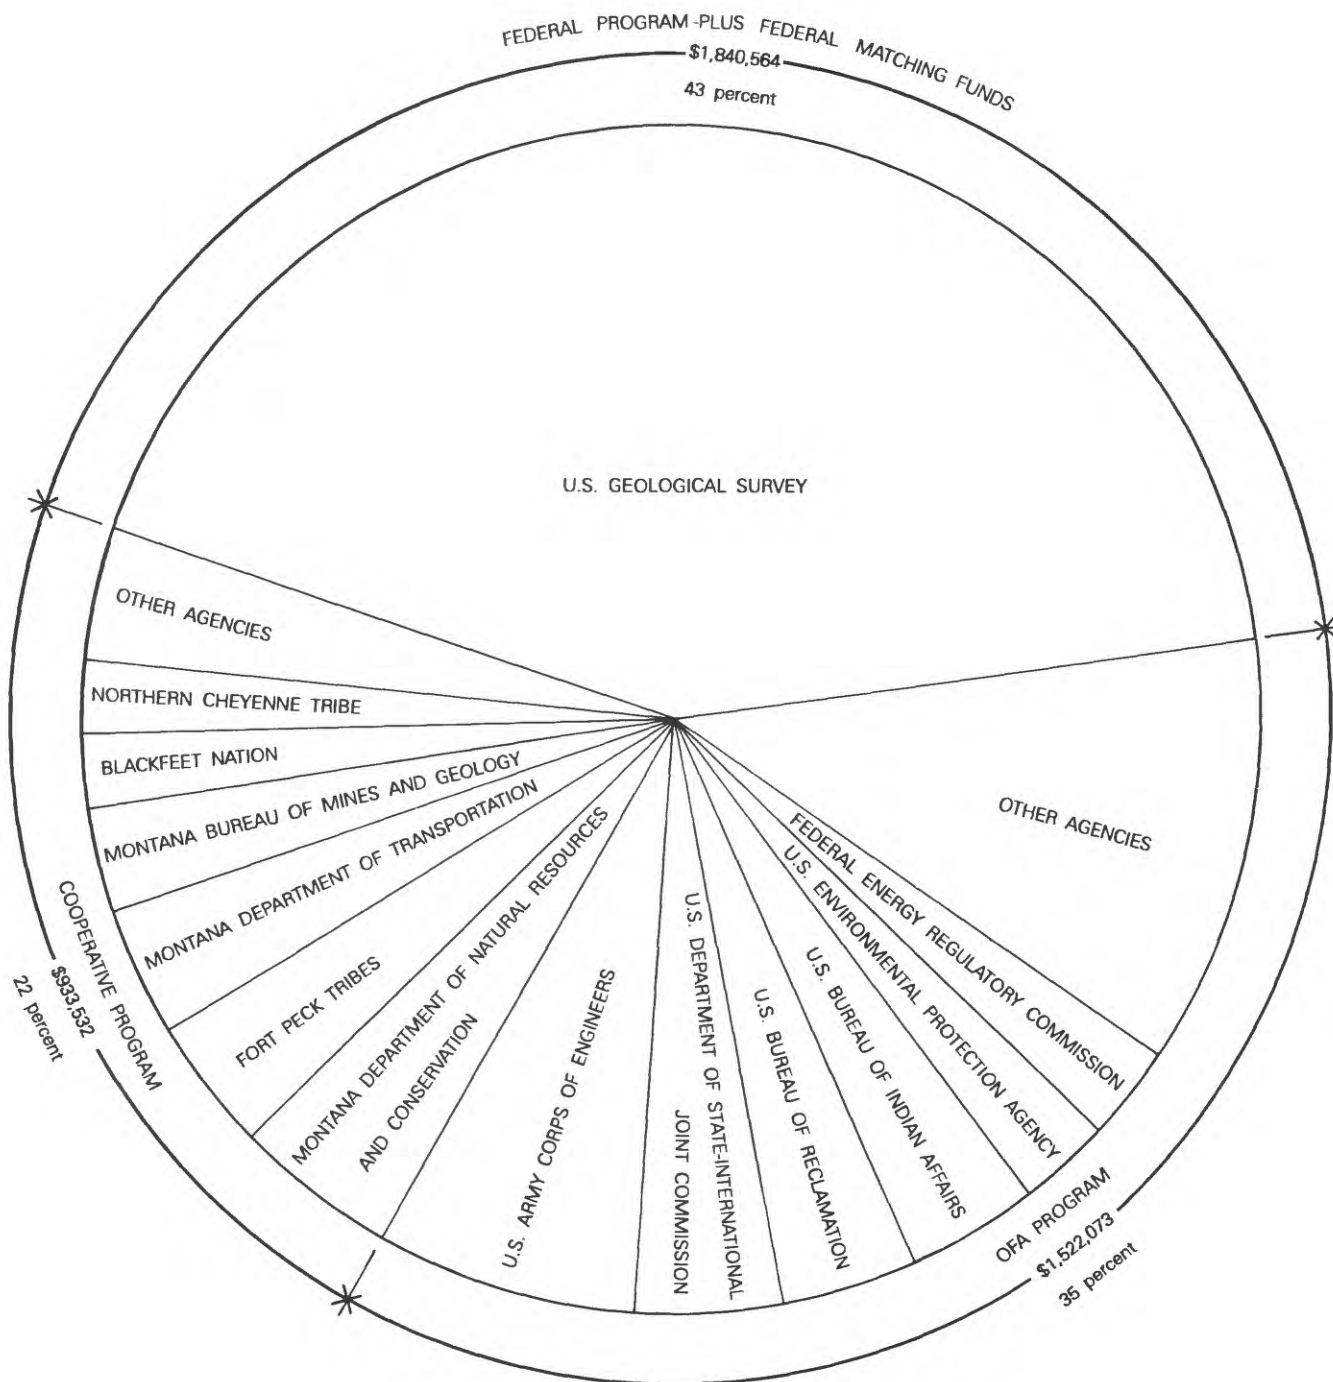 FEDERAL PROGRAM-PLUS FEDERAL MATCHING FUNDS
$1,840,564
43 percent
U.S. GEOLOGICAL SURVEY
OTHER AGENCIES
NORTHERN CHEYENNE TRIBE
BLACKFEET NATION
MONTANA BUREAU OF MINES AND GEOLOGY
MONTANA DEPARTMENT OF TRANSPORTATION
FORT PECK TRIBES
MONTANA DEPARTMENT OF NATURAL RESOURCES
AND CONSERVATION
COOPERATIVE PROGRAM
$933,532
22 percent
U.S. ARMY CORPS OF ENGINEERS
U.S. DEPARTMENT OF STATE-INTERNATIONAL
JOINT COMMISSION
U.S. BUREAU OF RECLAMATION
U.S. BUREAU OF INDIAN AFFAIRS
U.S. ENVIRONMENTAL PROTECTION AGENCY
FEDERAL ENERGY REGULATORY COMMISSION
OTHER AGENCIES
OFA PROGRAM
$1,522,073
35 percent